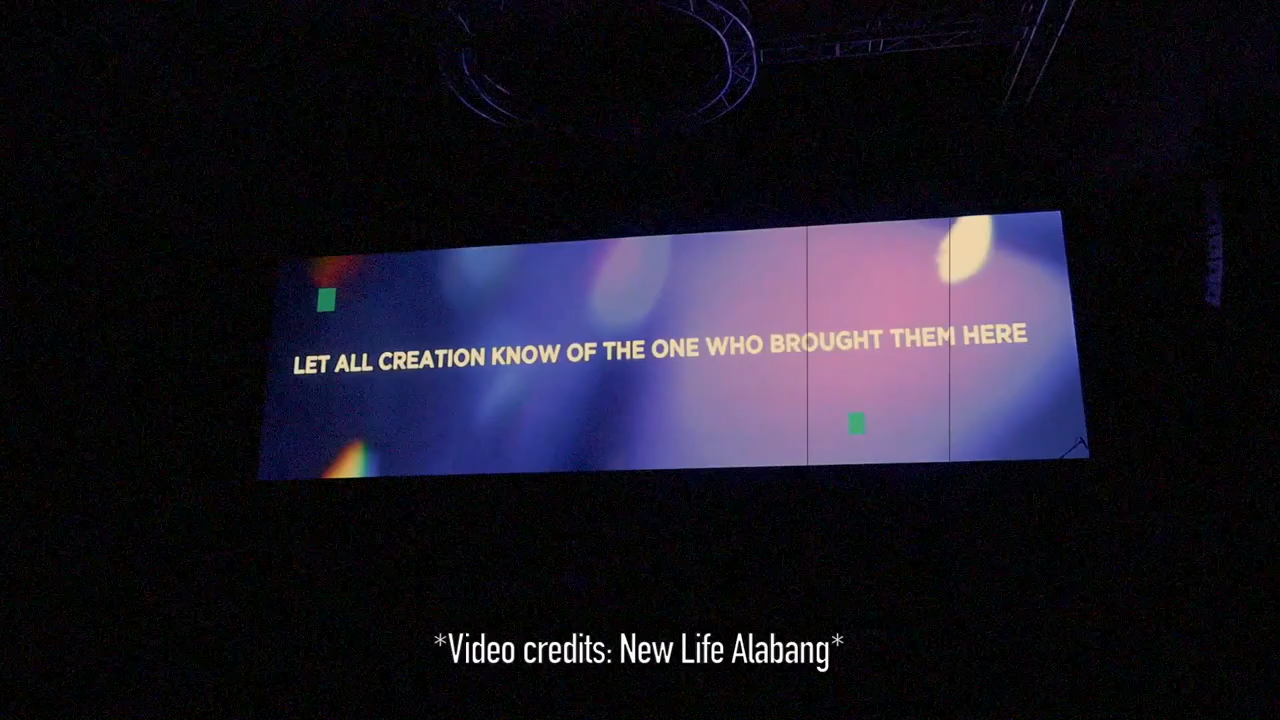 LET ALL CREATION KNOW OF THE ONE WHO BROUGHT THEM HERE
*Video credits: New Life Alabang*